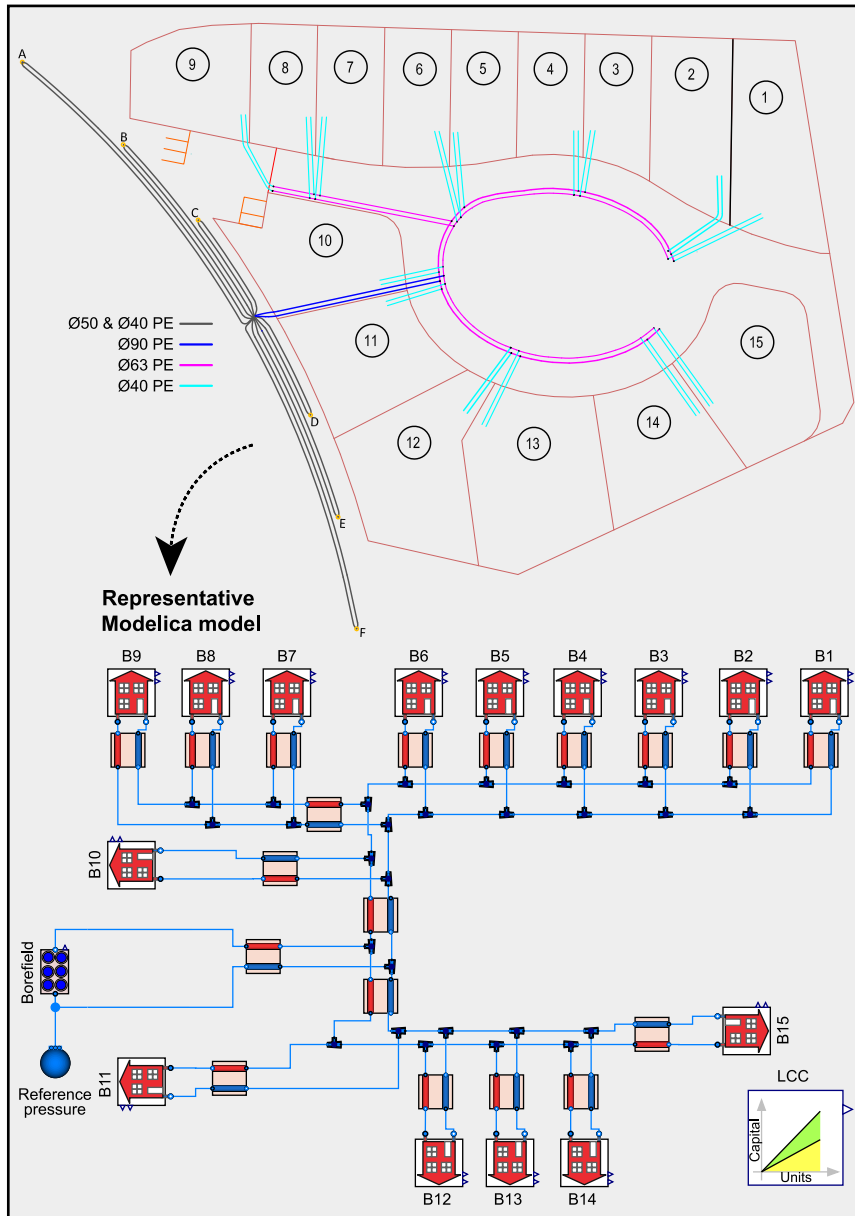 A
B
C
D
E
F
9
8
7
6
5
4
3
2
1
10
11
12
13
14
15
Ø50 & Ø40 PE
Ø90 PE
Ø63 PE
Ø40 PE
Representative
Modelica model
B9
B8
B7
B6
B5
B4
B3
B2
B1
B10
Borefield
Reference
pressure
B11
B15
B12
B13
B14
LCC
Capital
Units